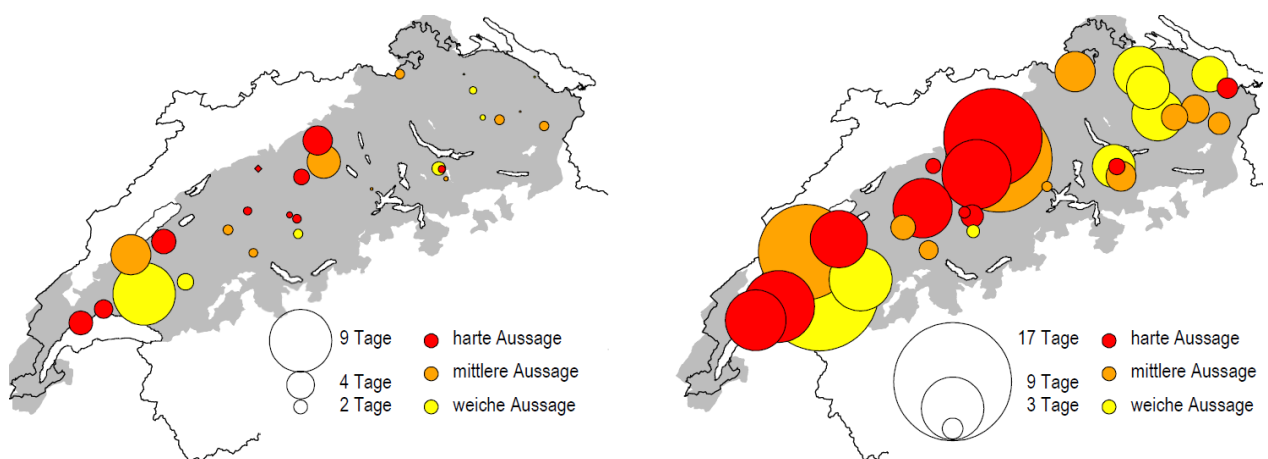 9 Tage
harte Aussage
4 Tage
mittlere Aussage
2 Tage
weiche Aussage
17 Tage
harte Aussage
9 Tage
mittlere Aussage
3 Tage
weiche Aussage